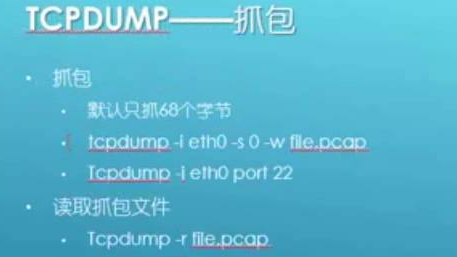 TCPDUMP——抓包
抓包
默认只抓68个字节
tcpdump -i eth0 -s 0 -w file.pcap
Tcpdump -i eth0 port 22
读取抓包文件
Tcpdump -r file.pcap